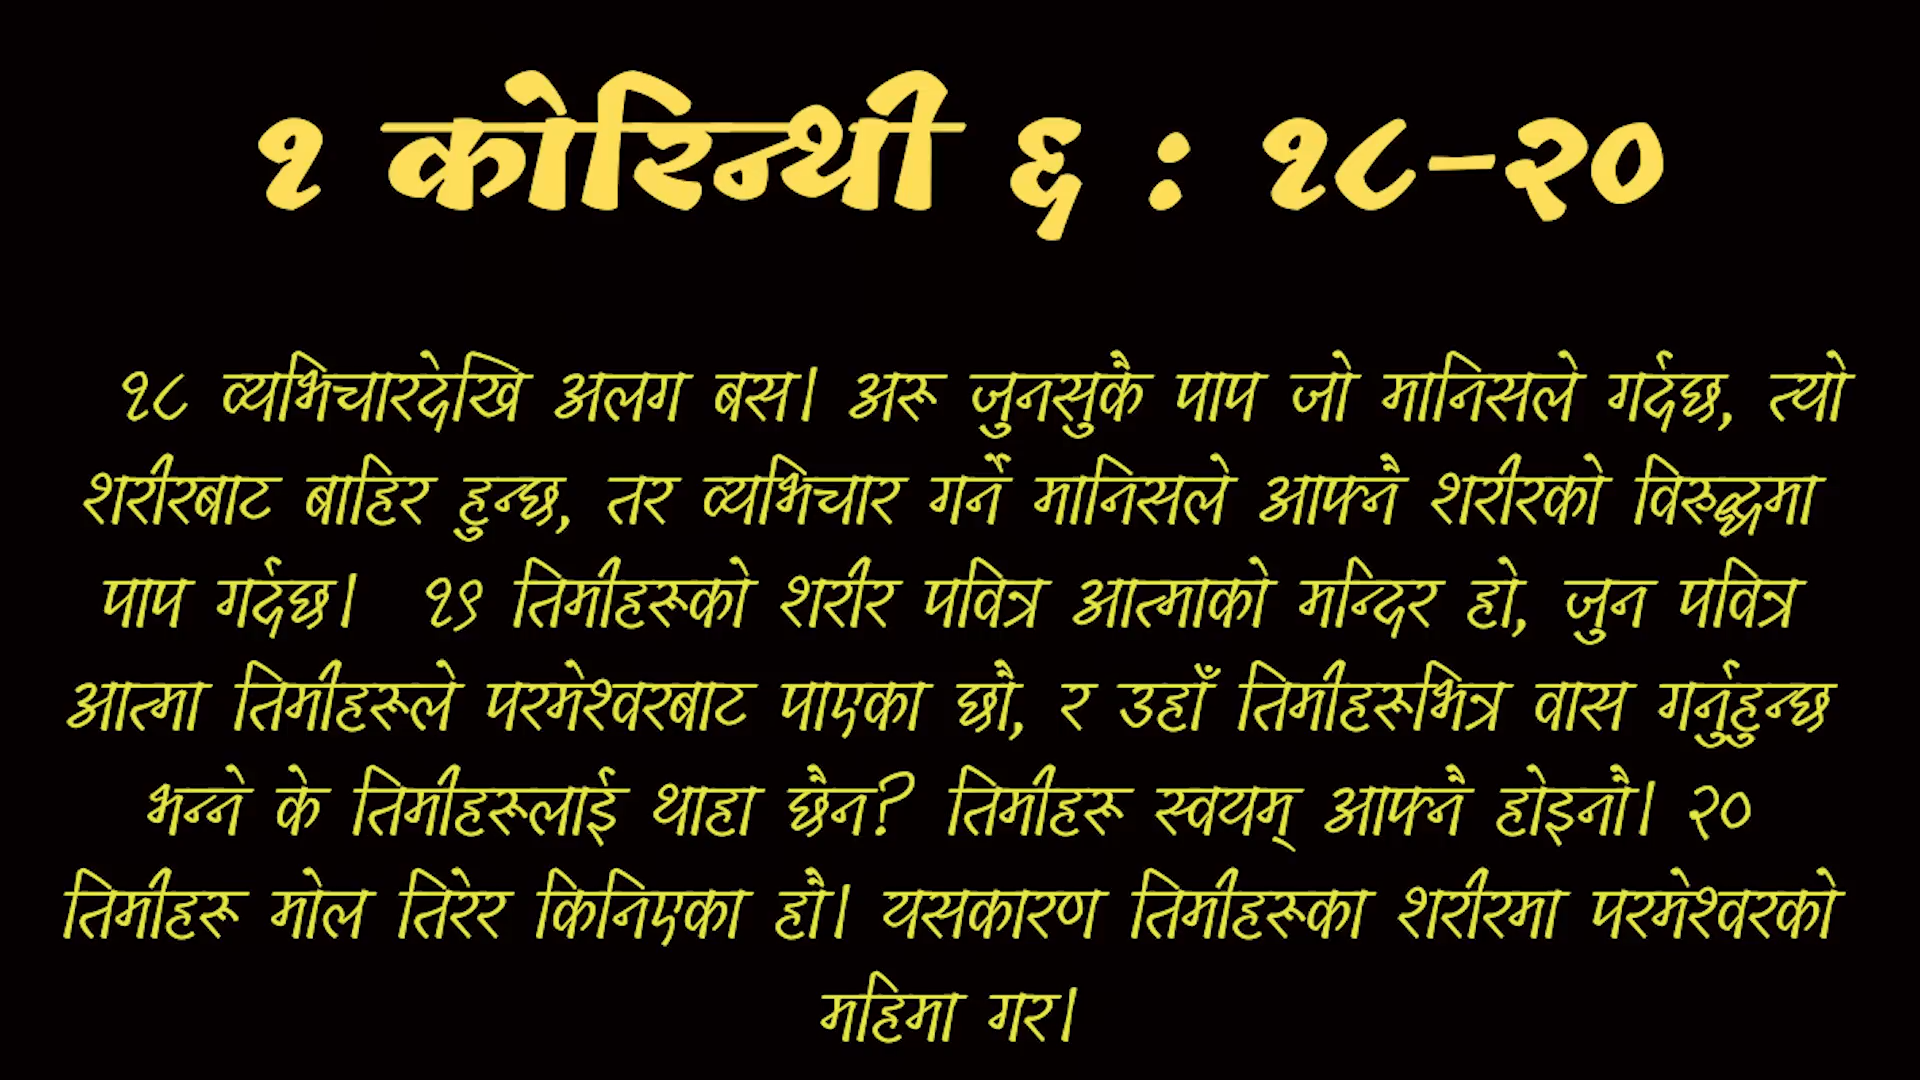 १ कोरिन्थी ६ : १८-२०
१८ व्यभिचारदेखि अलग बस। अरू जुनसुकै पाप जो मानिसले गर्दछ, त्यो
शरीरबाट बाहिर हुन्छ, तर व्यभिचार गर्ने मानिसले आफ्नै शरीरको विरुद्धमा
पाप गर्दछ। १९ तिमीहरूको शरीर पवित्र आत्माको मन्दिर हो, जुन पवित्र
आत्मा तिमीहरूले परमेश्वरबाट पाएका छौ, र उहाँ तिमीहरूभित्र वास गर्नुहुन्छ
भन्ने के तिमीहरूलाई थाहा छैन? तिमीहरू स्वयम् आफ्नै होइनौ। २०
तिमीहरू मोल तिरेर किनिएका हौ। यसकारण तिमीहरूका शरीरमा परमेश्वरको
महिमा गर।